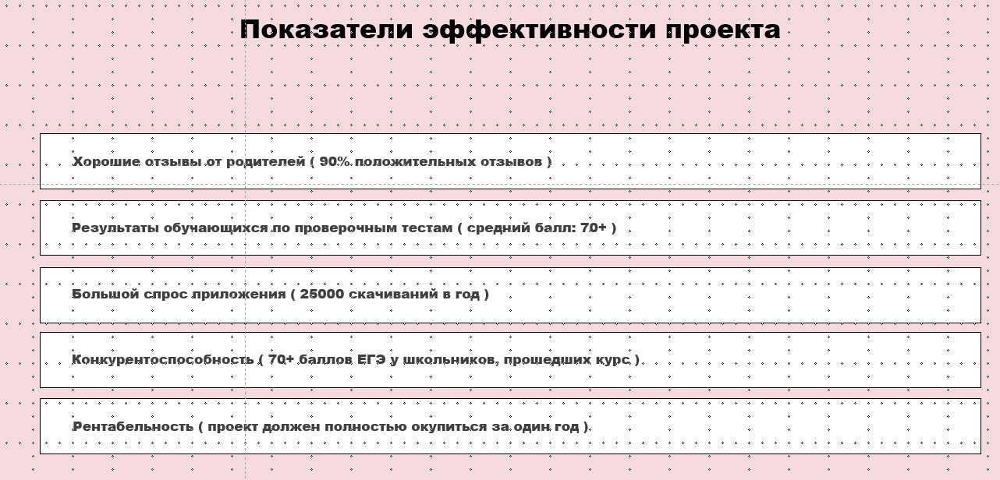 Показатели эффективности проекта
Хорошие отзывы от родителей ( 90% положительных отзывов )
Результаты обучающихся по проверочным тестам ( средний балл: 70+ )
Большой спрос приложения ( 25000 скачиваний в год )
Конкурентоспособность ( 70+ баллов ЕГЭ у школьников, прошедших курс )
Рентабельность ( проект должен полностью окупиться за один год )